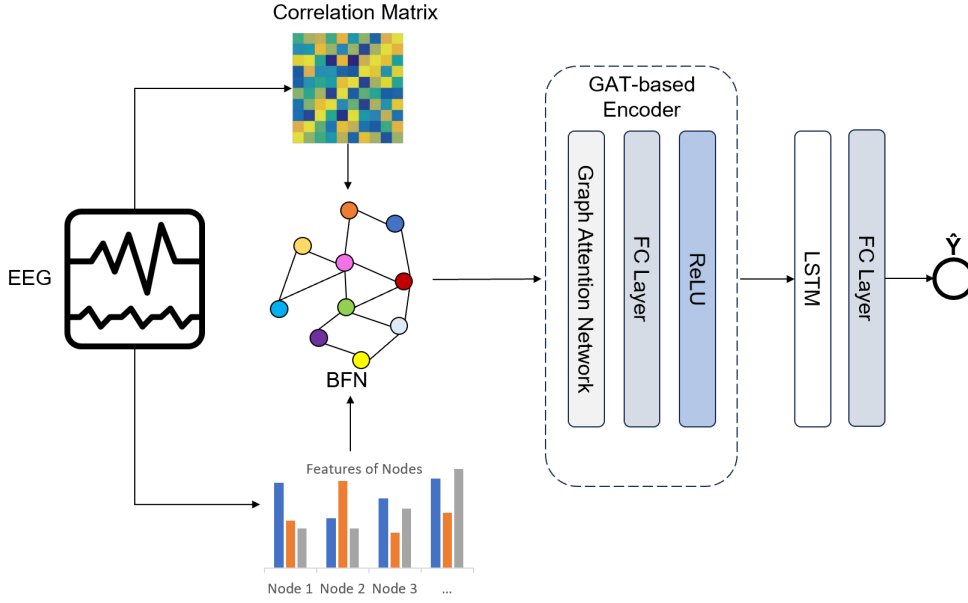 Correlation Matrix
EEG
BFN
Features of Nodes
Node 1 Node 2 Node 3 ...
GAT-based
Encoder
Graph Attention Network
FC Layer
ReLU
LSTM
FC Layer
Ŷ